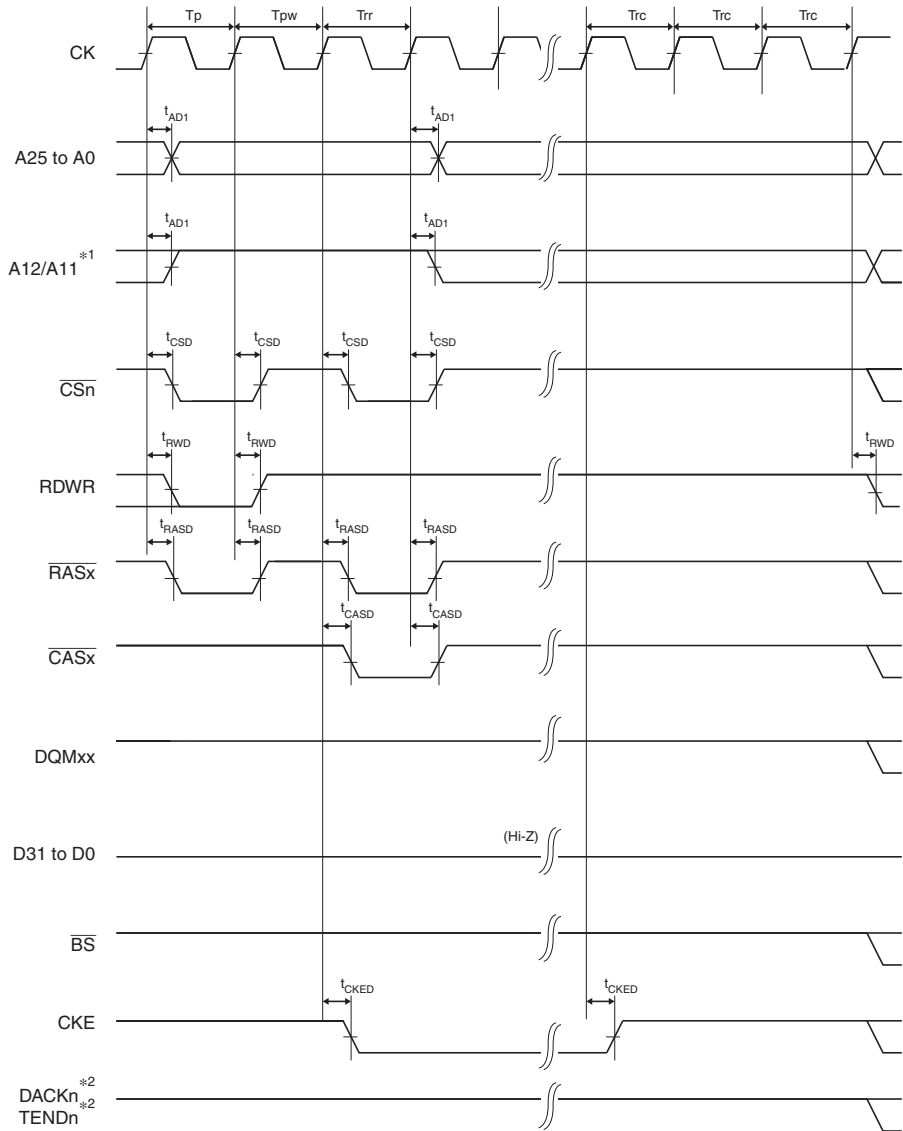 Tp Tpw Trr Trc Trc Trc
CK
tAD1 tAD1
A25 to A0
tAD1 tAD1
A12/A11*1
tCSD tCSD tCSD tCSD
CSn
tRWD tRWD tRWD
RDWR
tRASD tRASD tRASD tRASD
RASx
tCASD tCASD
CASx
DQMxx
(Hi-Z)
D31 to D0
BS
tCKED tCKED
CKE
DACKn*2
TENDn*2